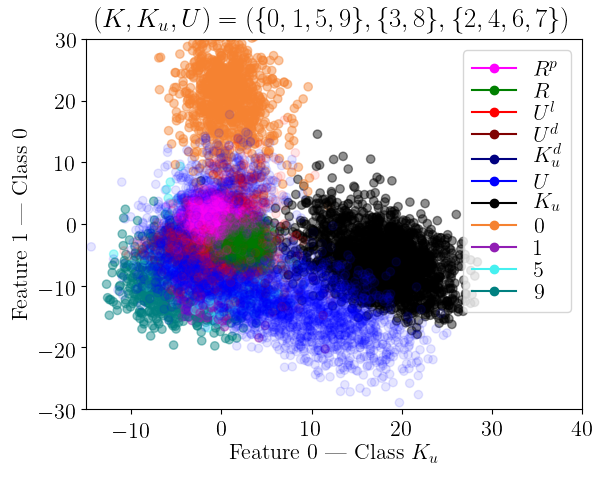 (K, K_u, U) = ({0, 1, 5, 9}, {3, 8}, {2, 4, 6, 7})
30
20
10
0
−10
−20
−30
Feature 1 — Class 0
R^p
R
U^l
U^d
K_u^d
U
K_u
0
1
5
9
−10
0
10
20
30
40
Feature 0 — Class K_u